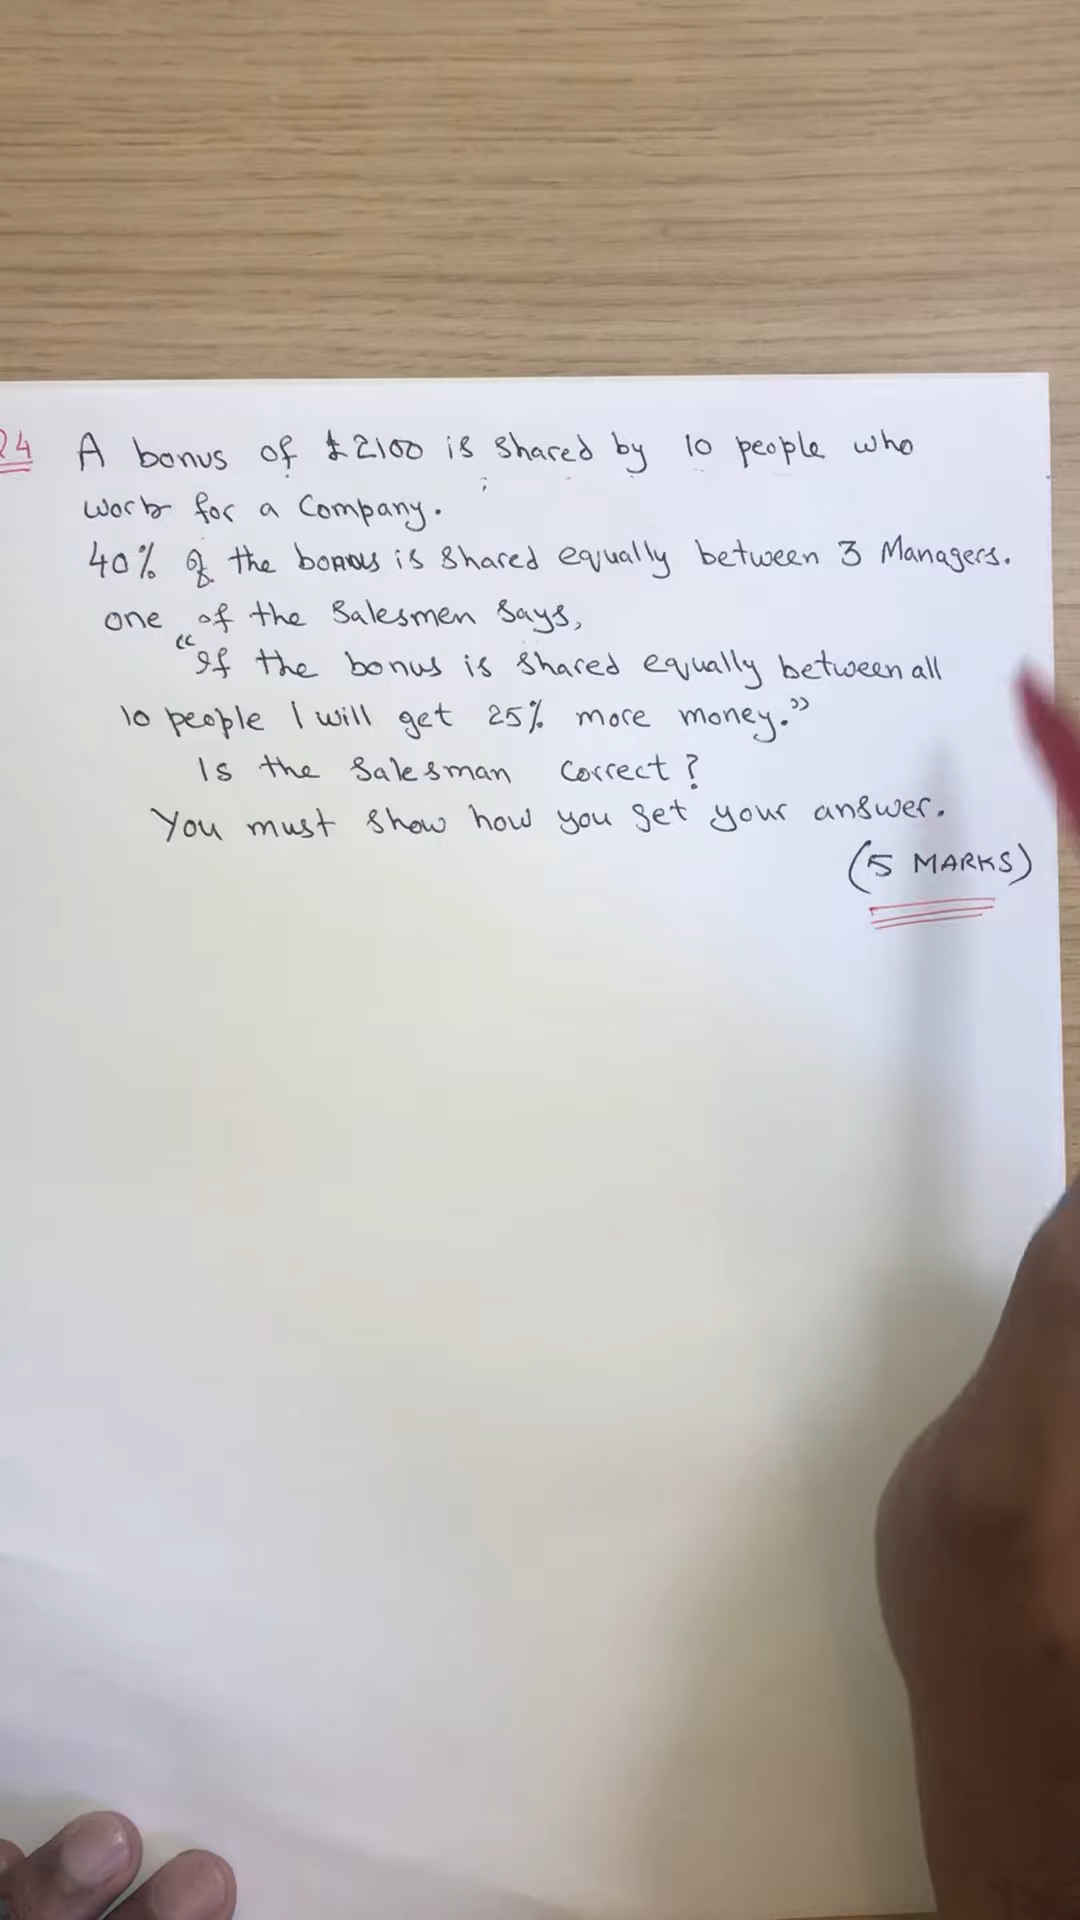 24 A bonus of £2100 is shared by 10 people who
work for a Company.
40% of the bonus is shared equally between 3 Managers.
one of the Salesmen says,
"If the bonus is shared equally between all
10 people I will get 25% more money."
Is the Salesman correct?
You must show how you get your answer.
(5 MARKS)